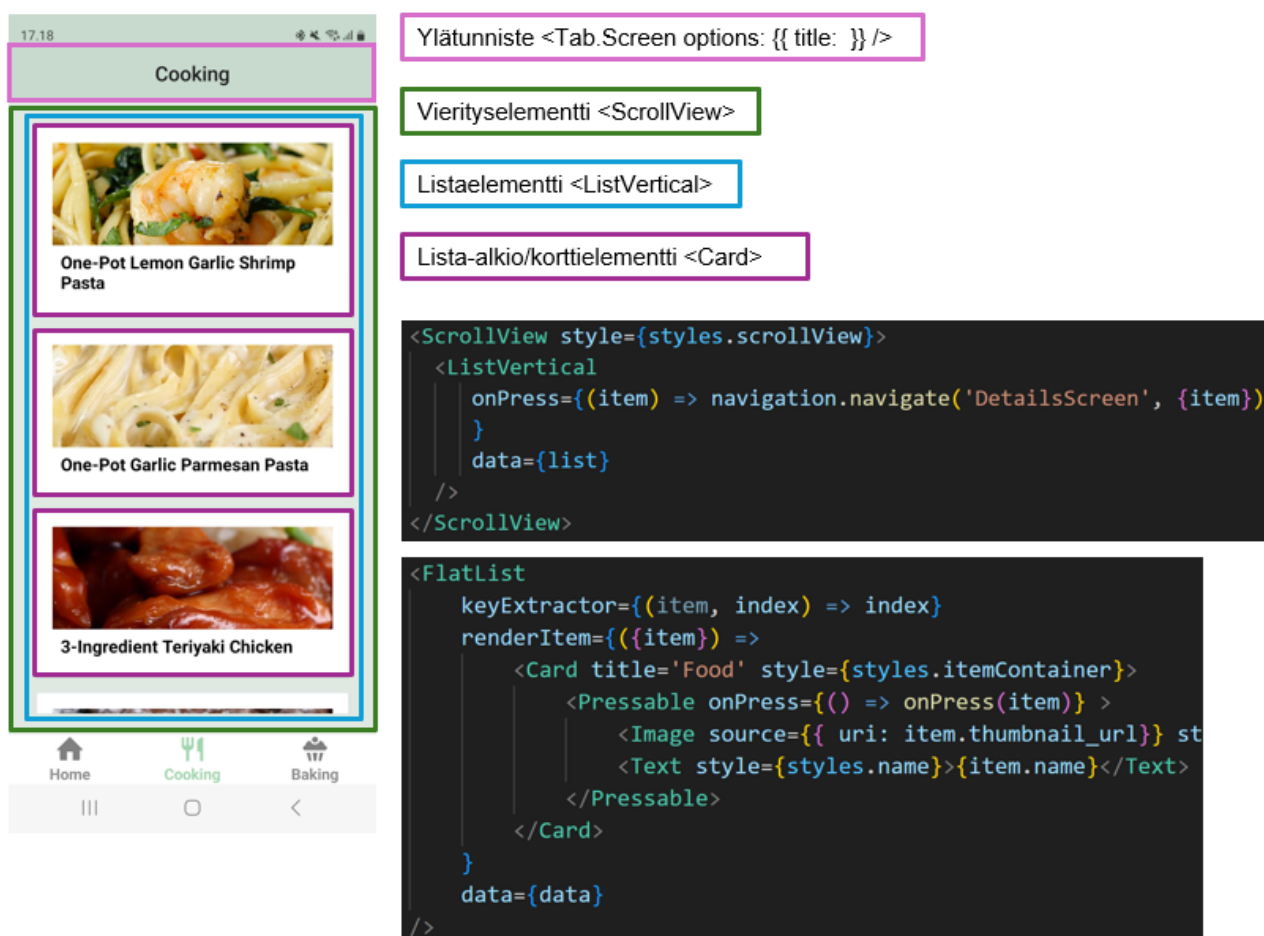 17.18
Cooking
One-Pot Lemon Garlic Shrimp
Pasta
One-Pot Garlic Parmesan Pasta
3-Ingredient Teriyaki Chicken
Home
Cooking
Baking
Ylätunniste <Tab.Screen options: {{ title:  }} />
Vierityselementti <ScrollView>
Listaelementti <ListVertical>
Lista-alkio/korttielementti <Card>
<ScrollView style={styles.scrollView}>
<ListVertical
onPress={(item) => navigation.navigate('DetailsScreen', {item})
}
data={list}
/>
</ScrollView>
<FlatList
keyExtractor={(item, index) => index}
renderItem={({item}) =>
<Card title='Food' style={styles.itemContainer}>
<Pressable onPress={() => onPress(item)} >
<Image source={{ uri: item.thumbnail_url}} st
<Text style={styles.name}>{item.name}</Text>
</Pressable>
</Card>
}
data={data}
/>